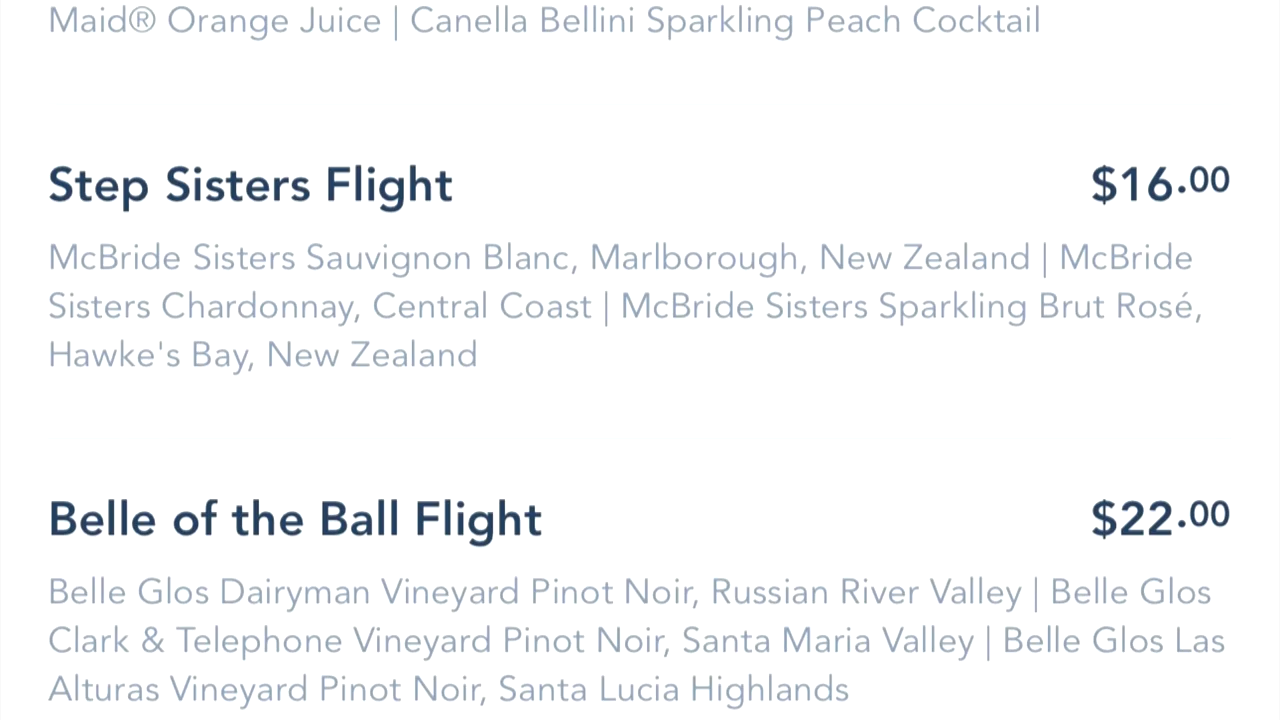 Maid® Orange Juice | Canella Bellini Sparkling Peach Cocktail
Step Sisters Flight $16.00
McBride Sisters Sauvignon Blanc, Marlborough, New Zealand | McBride
Sisters Chardonnay, Central Coast | McBride Sisters Sparkling Brut Rosé,
Hawke's Bay, New Zealand
Belle of the Ball Flight $22.00
Belle Glos Dairyman Vineyard Pinot Noir, Russian River Valley | Belle Glos
Clark & Telephone Vineyard Pinot Noir, Santa Maria Valley | Belle Glos Las
Alturas Vineyard Pinot Noir, Santa Lucia Highlands